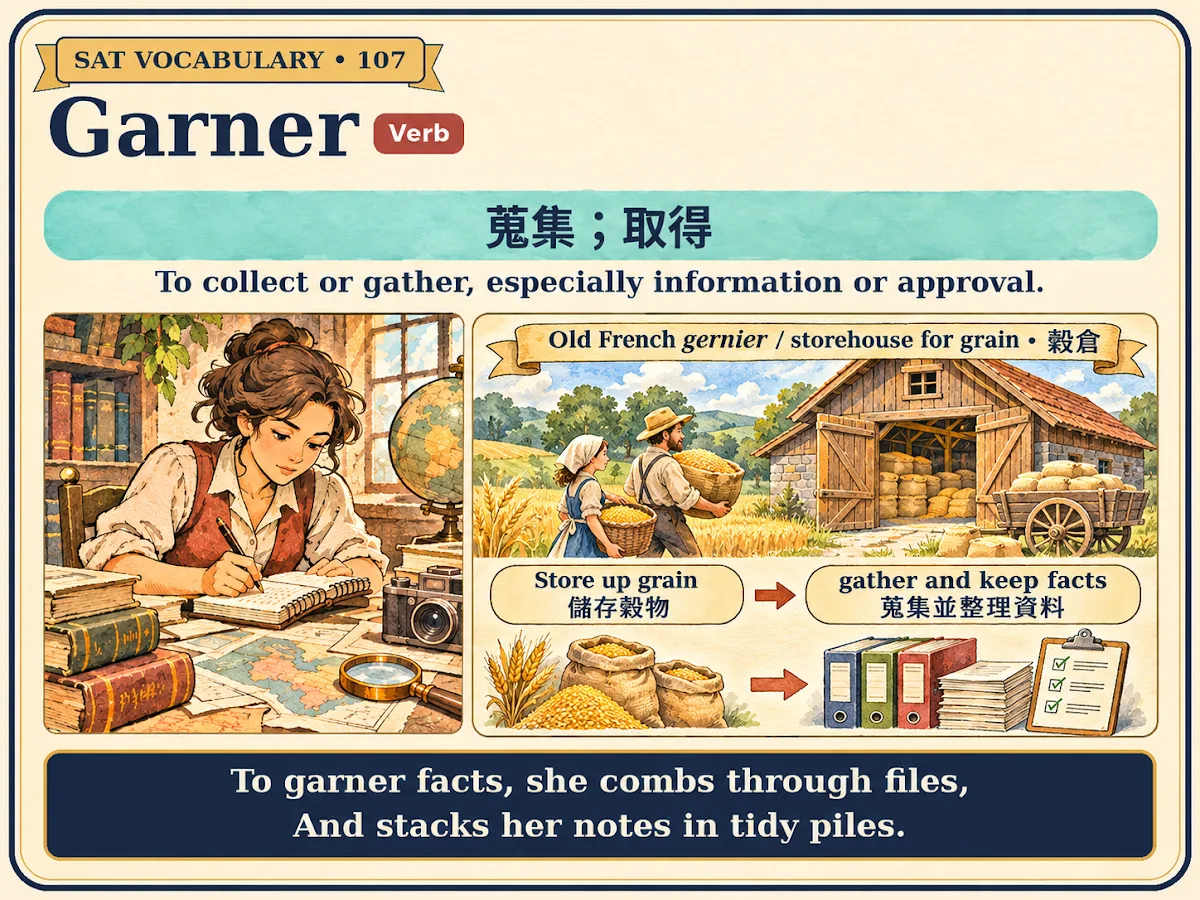 SAT VOCABULARY • 107
Garner
Verb
蒐集；取得
To collect or gather, especially information or approval.
Old French gernier / storehouse for grain • 穀倉
Store up grain
儲存穀物
gather and keep facts
蒐集並整理資料
To garner facts, she combs through files,
And stacks her notes in tidy piles.